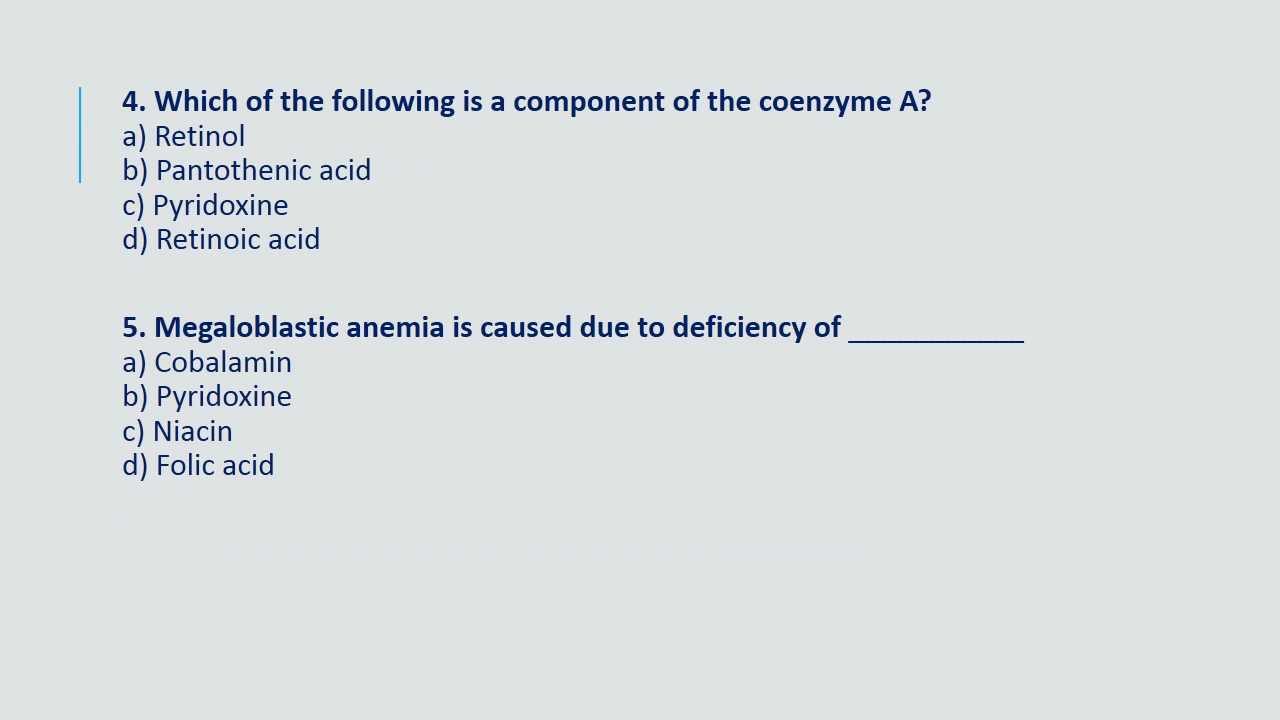 4. Which of the following is a component of the coenzyme A?
a) Retinol
b) Pantothenic acid
c) Pyridoxine
d) Retinoic acid
5. Megaloblastic anemia is caused due to deficiency of ___________
a) Cobalamin
b) Pyridoxine
c) Niacin
d) Folic acid